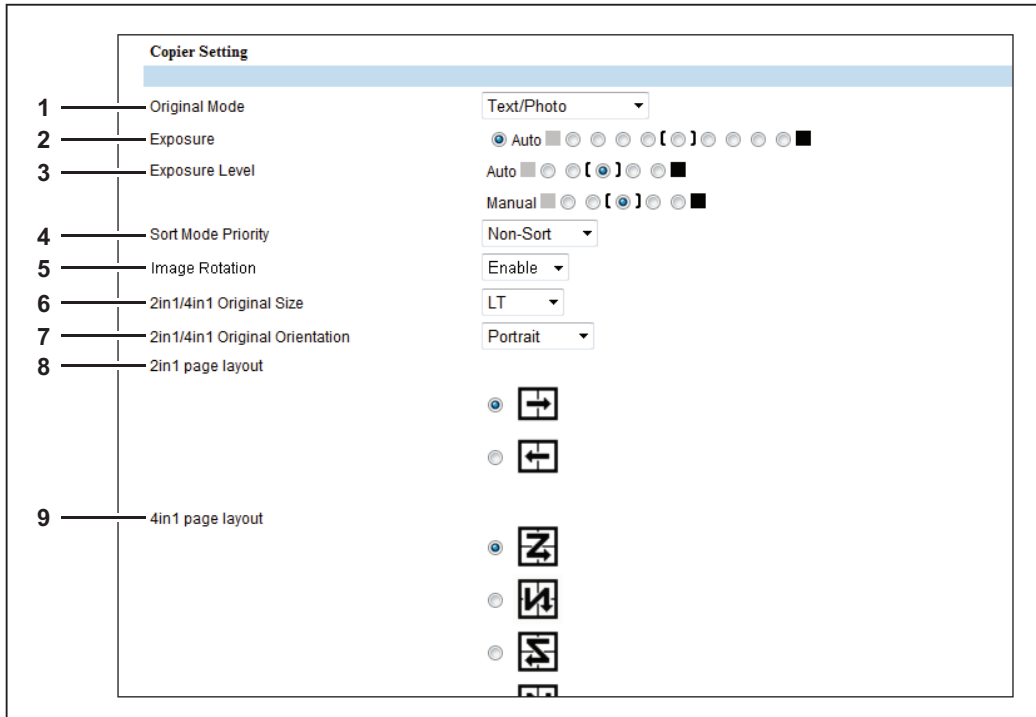 Copier Setting
1 Original Mode Text/Photo
2 Exposure Auto [ ]
3 Exposure Level Auto [ ]
Manual [ ]
4 Sort Mode Priority Non-Sort
5 Image Rotation Enable
6 2in1/4in1 Original Size LT
7 2in1/4in1 Original Orientation Portrait
8 2in1 page layout
9 4in1 page layout